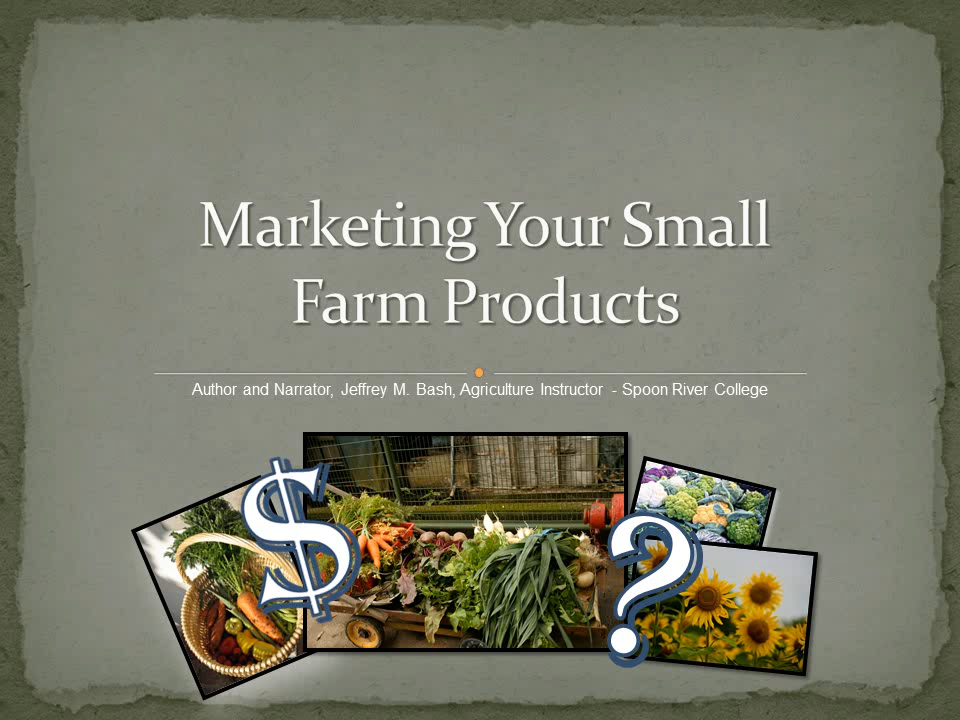 Marketing Your Small
Farm Products
Author and Narrator, Jeffrey M. Bash, Agriculture Instructor - Spoon River College
$
?